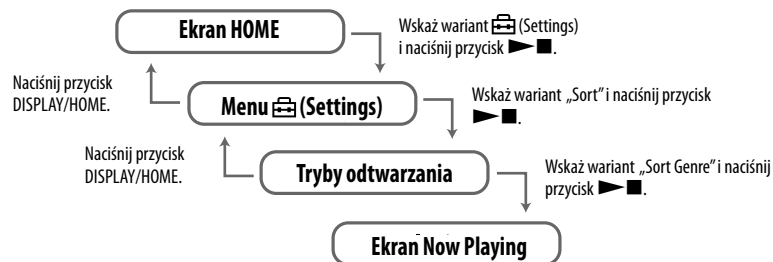 Ekran HOME
Wskaż wariant (Settings)
i naciśnij przycisk ►■.
Naciśnij przycisk
DISPLAY/HOME.
Menu (Settings)
Wskaż wariant „Sort” i naciśnij przycisk
►■.
Naciśnij przycisk
DISPLAY/HOME.
Tryby odtwarzania
Wskaż wariant „Sort Genre” i naciśnij
przycisk ►■.
Ekran Now Playing